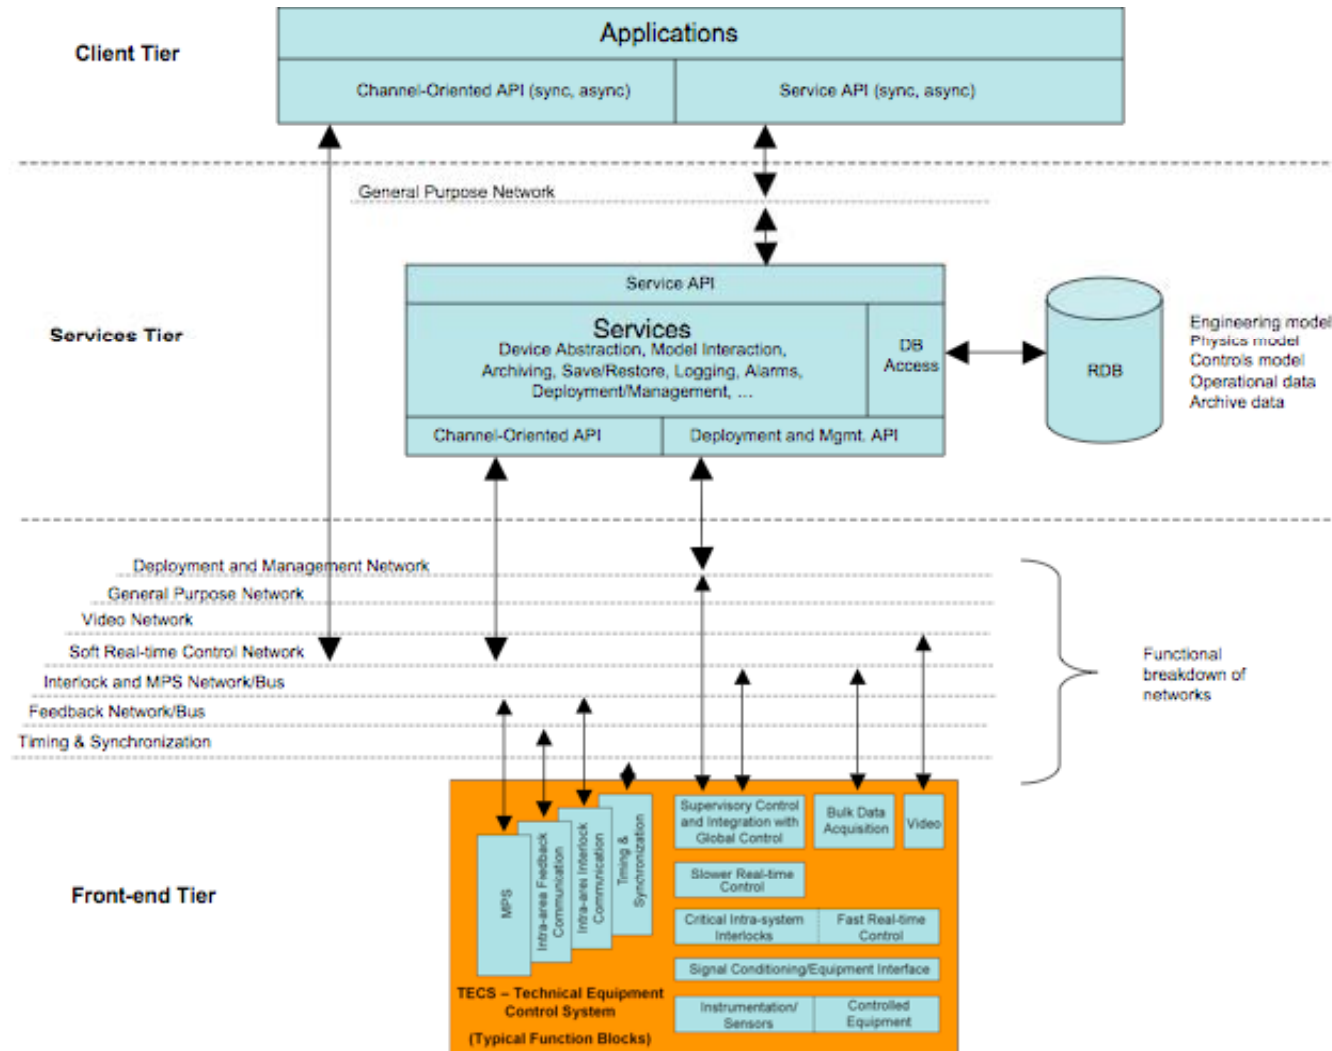 Applications
Client Tier
Channel-Oriented API (sync, async)
Service API (sync, async)
General Purpose Network
Service API
Services Tier
Services
Device Abstraction, Model Interaction,
Archiving, Save/Restore, Logging, Alarms,
Deployment/Management, ...
DB
Access
RDB
Engineering model
Physics model
Controls model
Operational data
Archive data
Channel-Oriented API
Deployment and Mgmt. API
Deployment and Management Network
General Purpose Network
Video Network
Soft Real-time Control Network
Interlock and MPS Network/Bus
Feedback Network/Bus
Timing & Synchronization
Functional
breakdown of
networks
Front-end Tier
MPS
Intra-area Feedback
Communication
Intra-area Interlock
Communication
Timing &
Synchronization
Supervisory Control
and Integration with
Global Control
Bulk Data
Acquisition
Video
Slower Real-time
Control
Critical Intra-system
Interlocks
Fast Real-time
Control
Signal Conditioning/Equipment Interface
Instrumentation/
Sensors
Controlled
Equipment
TECS – Technical Equipment
Control System
(Typical Function Blocks)